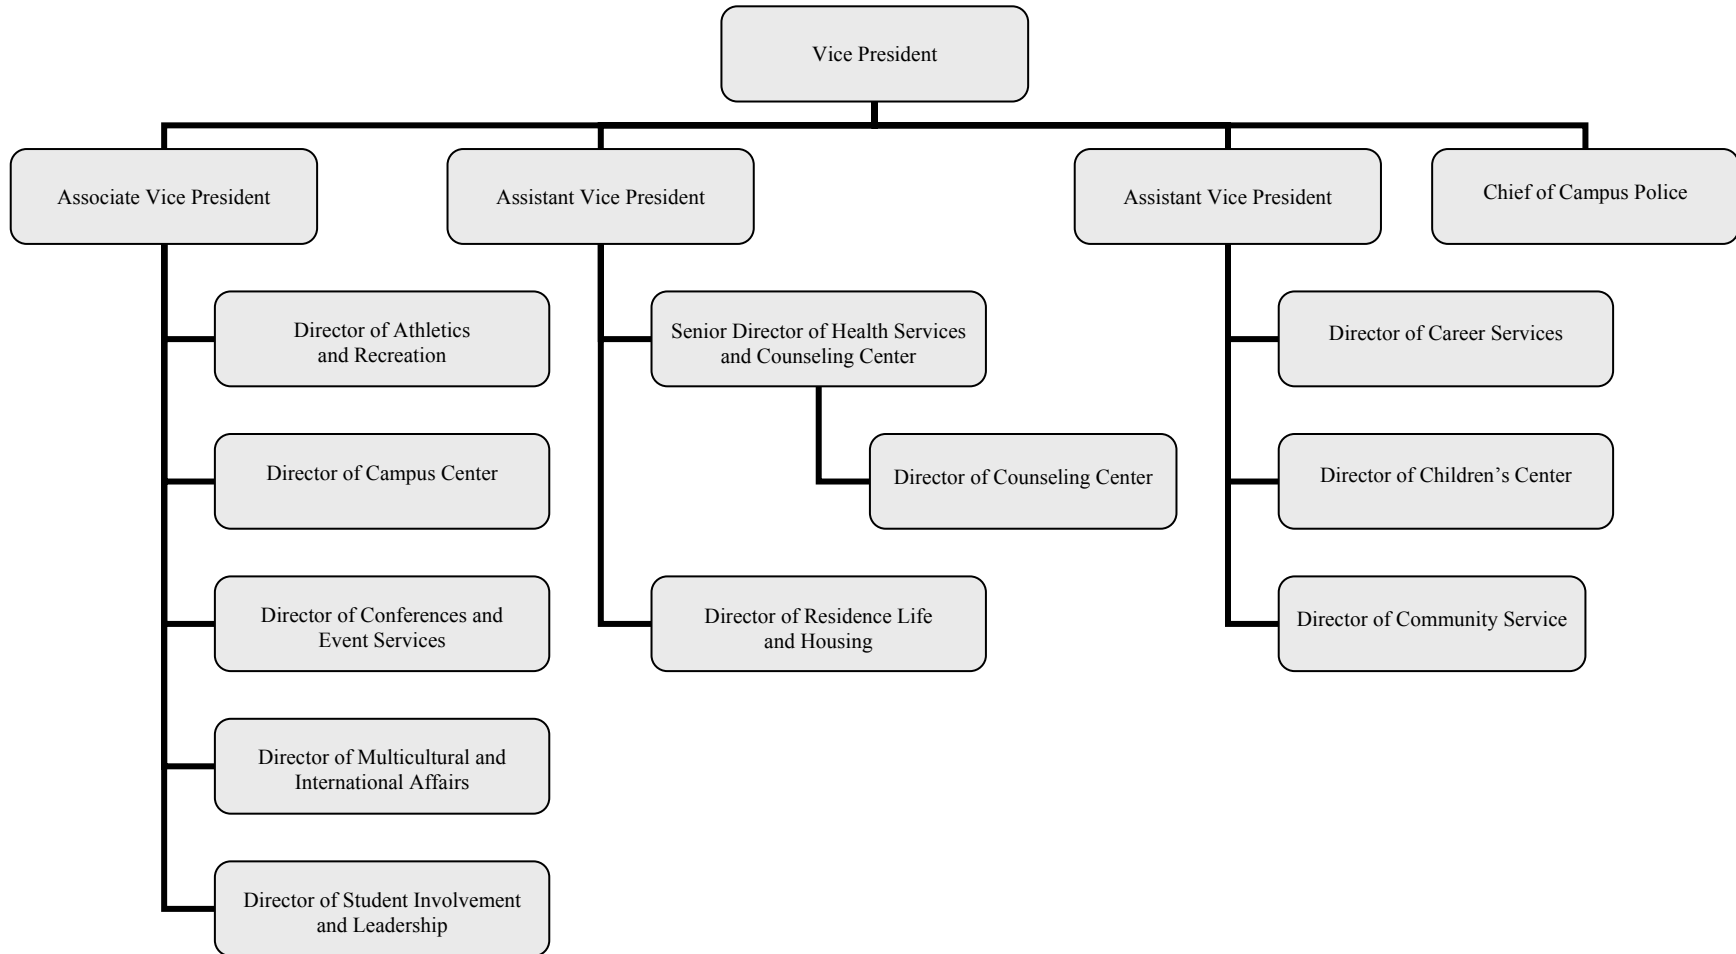 Vice President
Associate Vice President
Assistant Vice President
Assistant Vice President
Chief of Campus Police
Director of Athletics
and Recreation
Director of Campus Center
Director of Conferences and
Event Services
Director of Multicultural and
International Affairs
Director of Student Involvement
and Leadership
Senior Director of Health Services
and Counseling Center
Director of Counseling Center
Director of Residence Life
and Housing
Director of Career Services
Director of Children’s Center
Director of Community Service